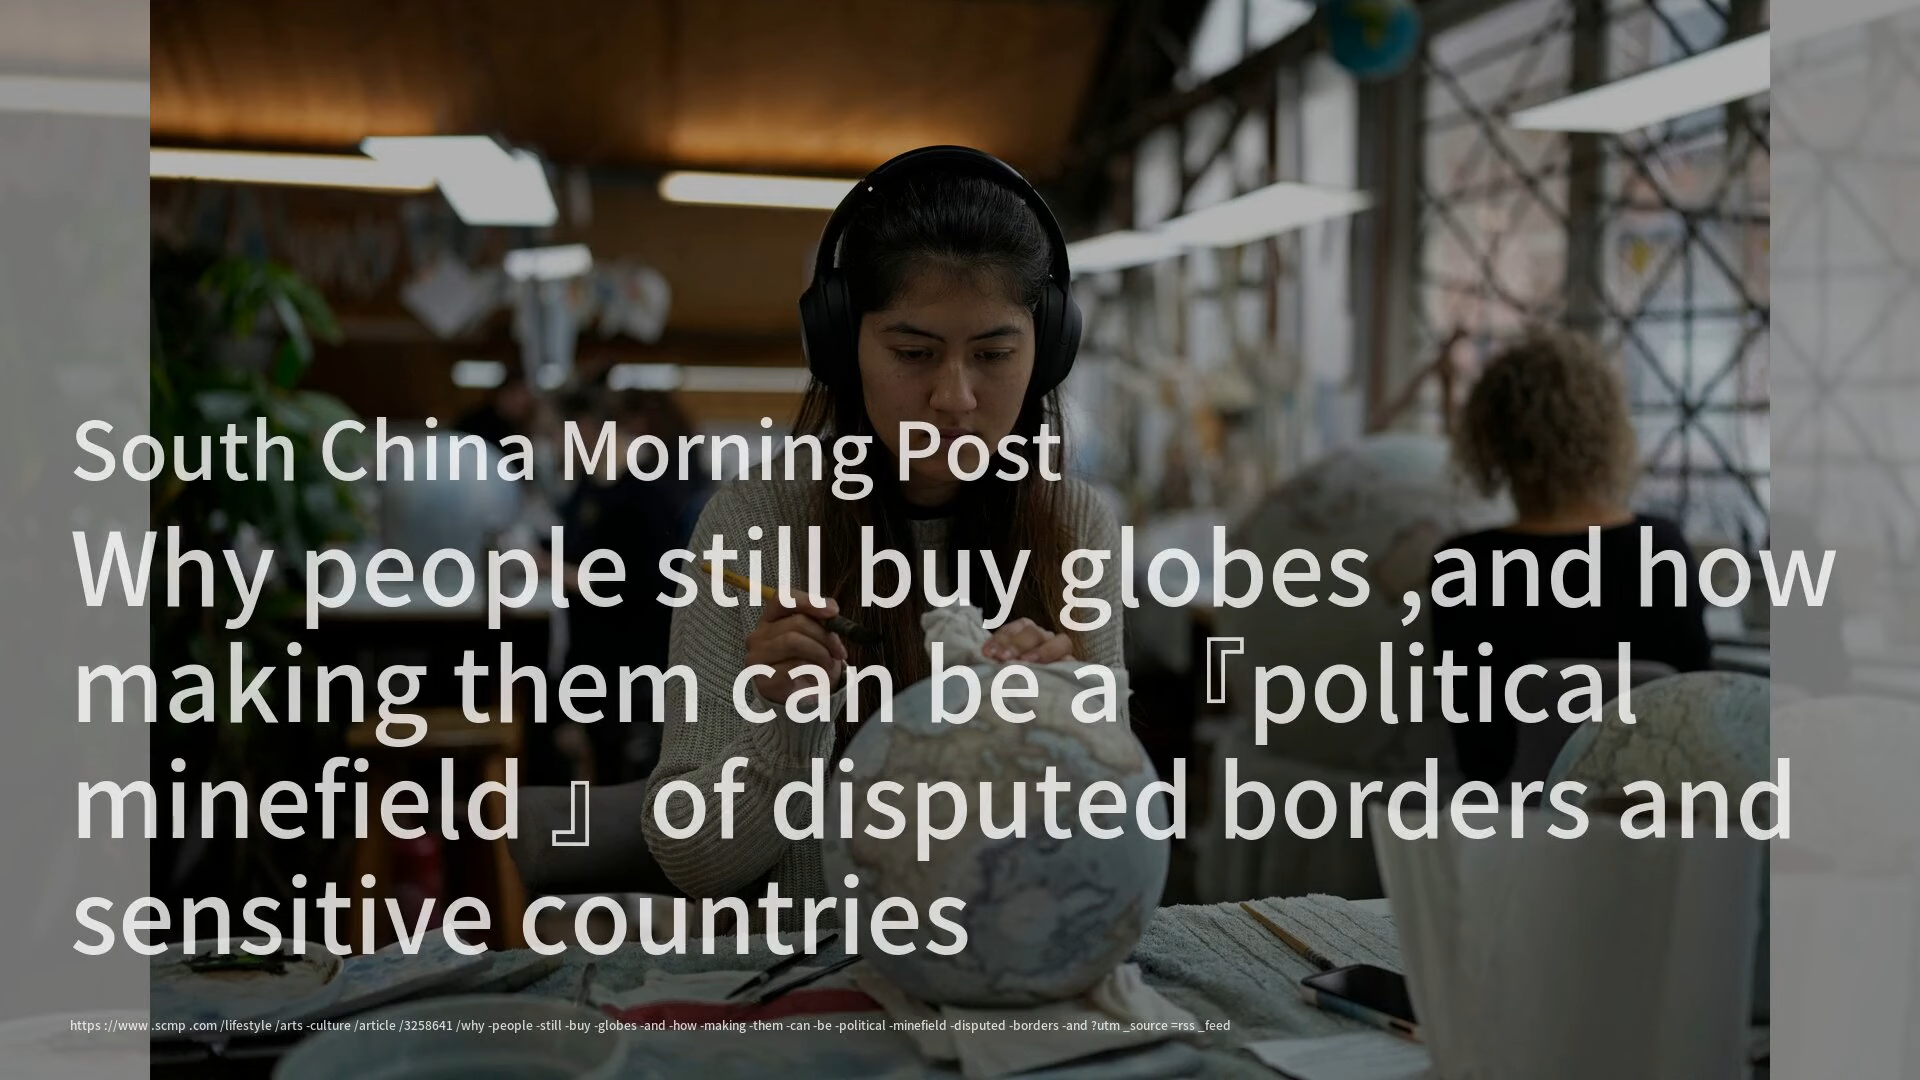 South China Morning Post
Why people still buy globes ,and how
making them can be a 『political
minefield 』 of disputed borders and
sensitive countries
https ://www .scmp .com /lifestyle /arts -culture /article /3258641 /why -people -still -buy -globes -and -how -making -them -can -be -political -minefield -disputed -borders -and ?utm _source =rss _feed